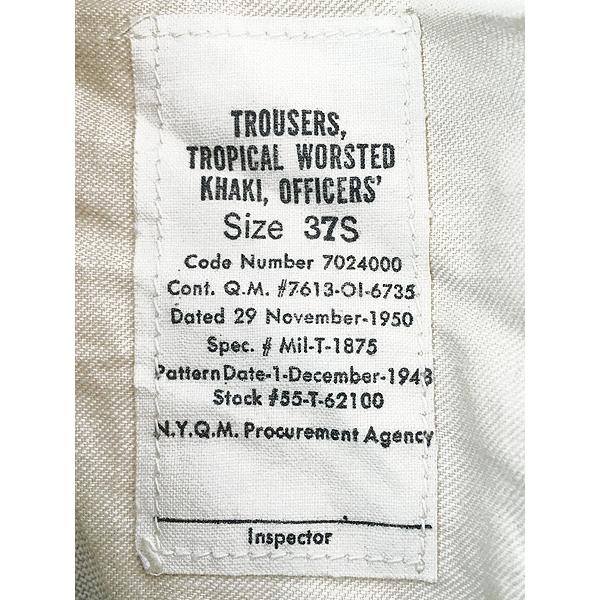 TROUSERS,
TROPICAL WORSTED
KHAKI, OFFICERS'
Size 37S
Code Number 7024000
Cont. Q.M. #7613-OI-6735
Dated 29 November-1950
Spec. # Mil-T-1875
Pattern Date-1-December-1948
Stock #55-T-62100
N.Y.Q.M. Procurement Agency
Inspector